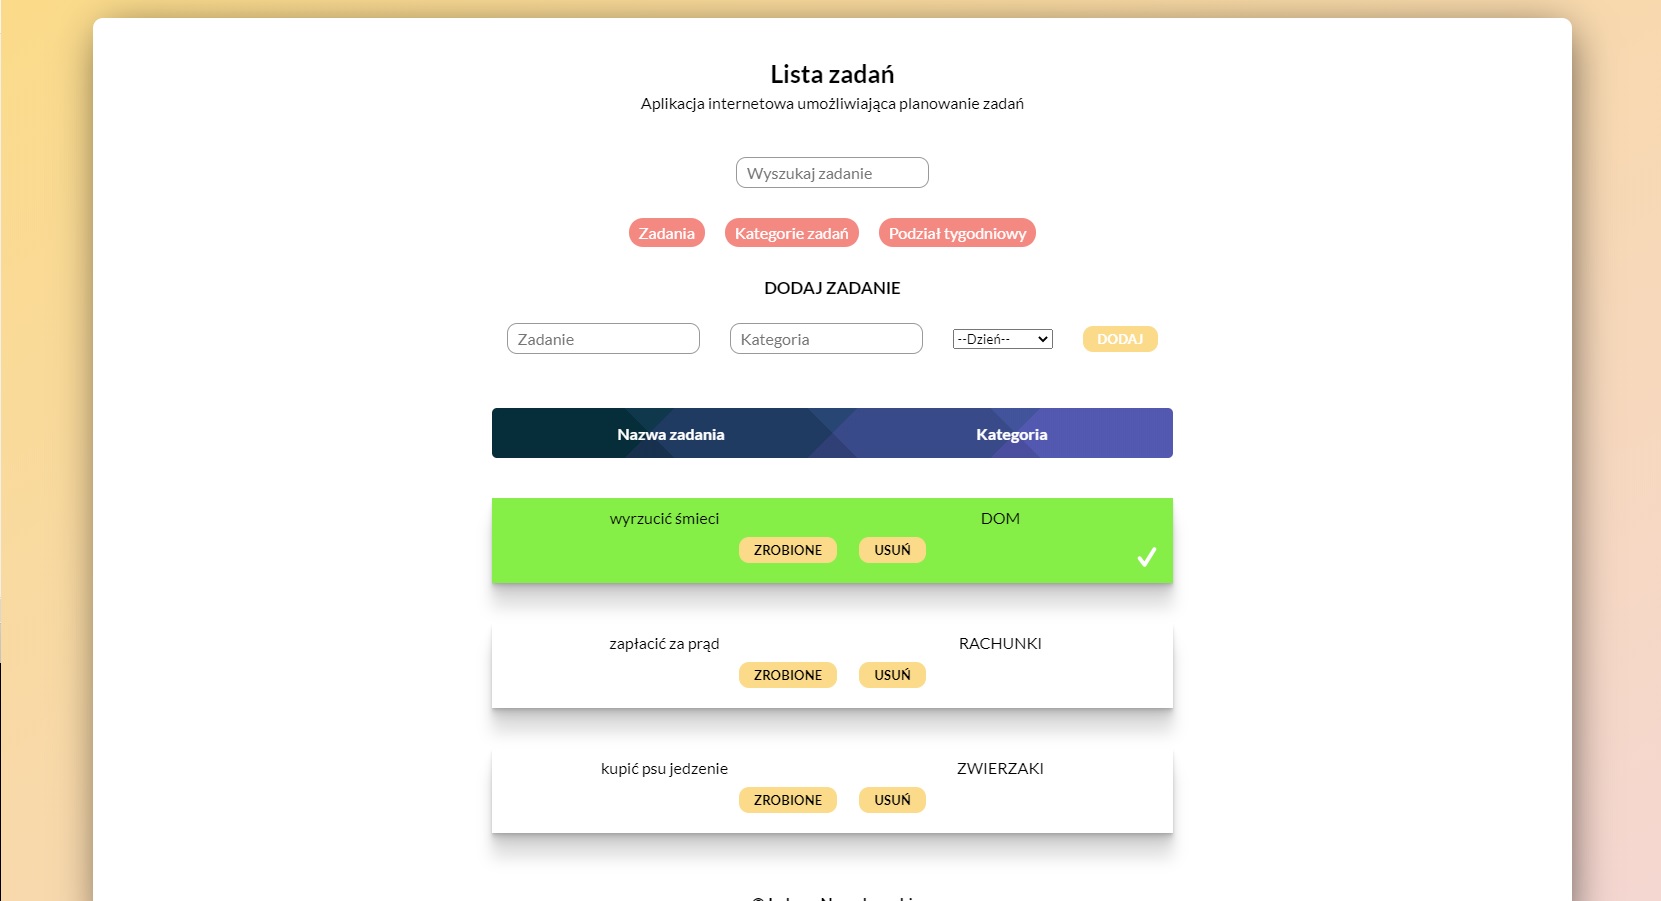 Lista zadań
Aplikacja internetowa umożliwiająca planowanie zadań
Wyszukaj zadanie
Zadania Kategorie zadań Podział tygodniowy
DODAJ ZADANIE
Zadanie Kategoria --Dzień-- DODAJ
Nazwa zadania Kategoria
wyrzucić śmieci DOM
ZROBIONE USUŃ
zapłacić za prąd RACHUNKI
ZROBIONE USUŃ
kupić psu jedzenie ZWIERZAKI
ZROBIONE USUŃ